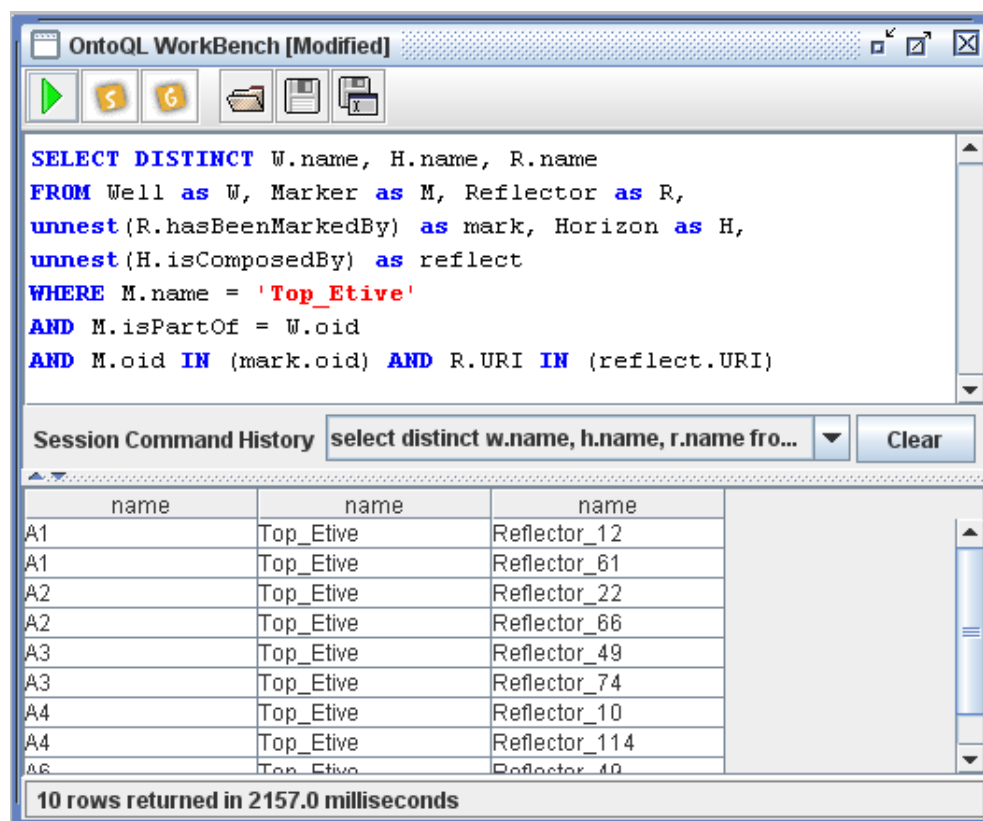 OntoQL WorkBench [Modified]
S G
SELECT DISTINCT W.name, H.name, R.name
FROM Well as W, Marker as M, Reflector as R,
unnest(R.hasBeenMarkedBy) as mark, Horizon as H,
unnest(H.isComposedBy) as reflect
WHERE M.name = 'Top_Etive'
AND M.isPartOf = W.oid
AND M.oid IN (mark.oid) AND R.URI IN (reflect.URI)
Session Command History select distinct w.name, h.name, r.name fro... Clear
name name name
A1 Top_Etive Reflector_12
A1 Top_Etive Reflector_61
A2 Top_Etive Reflector_22
A2 Top_Etive Reflector_66
A3 Top_Etive Reflector_49
A3 Top_Etive Reflector_74
A4 Top_Etive Reflector_10
A4 Top_Etive Reflector_114
Top_Etive
10 rows returned in 2157.0 milliseconds